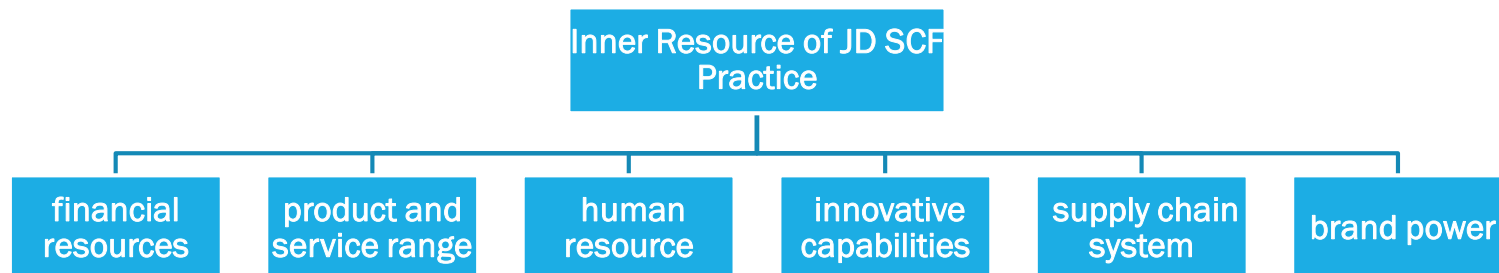 Inner Resource of JD SCF
Practice
financial
resources
product and
service range
human
resource
innovative
capabilities
supply chain
system
brand power